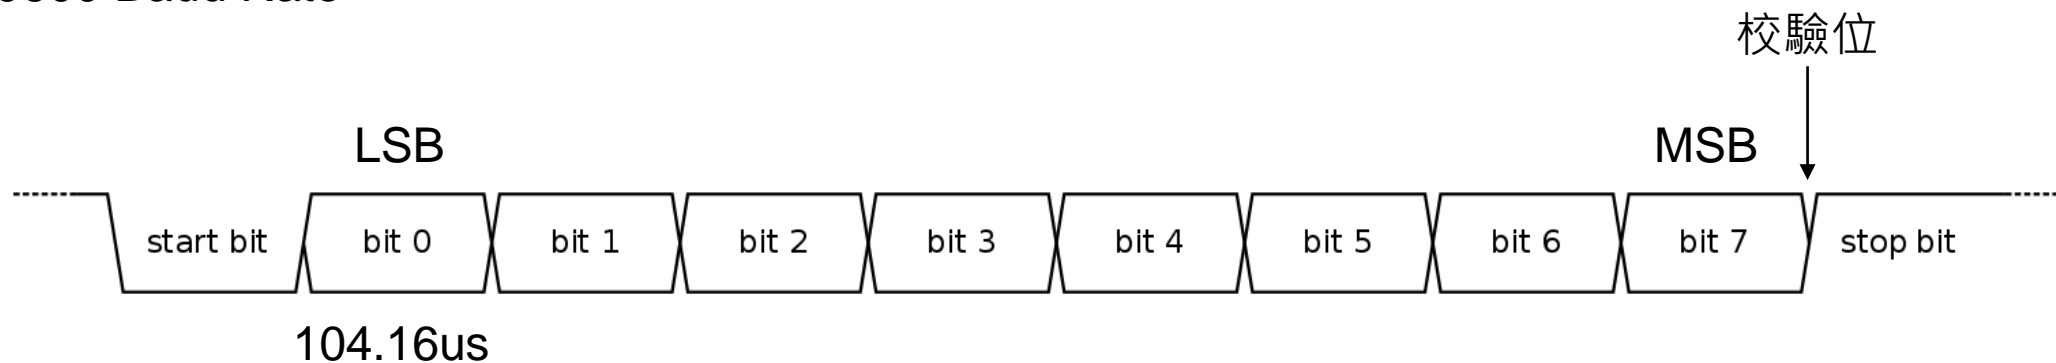 校驗位
LSB
MSB
start bit
bit 0
bit 1
bit 2
bit 3
bit 4
bit 5
bit 6
bit 7
stop bit
104.16us